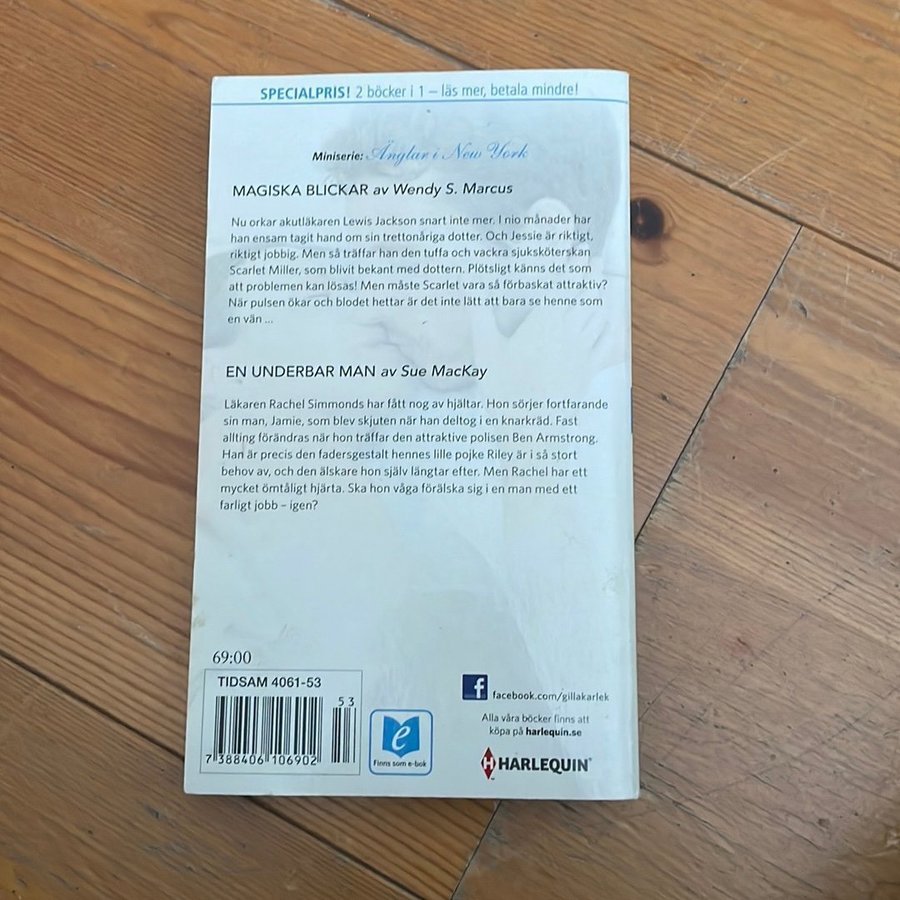 SPECIALPRIS! 2 böcker i 1 – läs mer, betala mindre!
Miniserie: Änglar i New York
MAGISKA BLICKAR av Wendy S. Marcus
Nu orkar akutläkaren Lewis Jackson snart inte mer. I nio månader har
han ensam tagit hand om sin trettonåriga dotter. Och Jessie är riktigt,
riktigt jobbig. Men så träffar han den tuffa och vackra sjuksköterskan
Scarlet Miller, som blivit bekant med dottern. Plötsligt känns det som
att problemen kan lösas! Men måste Scarlet vara så förbaskat attraktiv?
När pulsen ökar och blodet hettar är det inte lätt att bara se henne som
en vän ...
EN UNDERBAR MAN av Sue MacKay
Läkaren Rachel Simmonds har fått nog av hjältar. Hon sörjer fortfarande
sin man, Jamie, som blev skjuten när han deltog i en knarkräd. Fast
allting förändras när hon träffar den attraktive polisen Ben Armstrong.
Han är precis den fadersgestalt hennes lille pojke Riley är i så stort
behov av, och den älskare hon själv längtar efter. Men Rachel har ett
mycket ömtåligt hjärta. Ska hon våga förälska sig i en man med ett
farligt jobb – igen?
69:00
TIDSAM 4061-53
53
7 388406 106902
e
Finns som e-bok
f facebook.com/gillakarlek
Alla våra böcker finns att
köpa på harlequin.se
H HARLEQUIN®